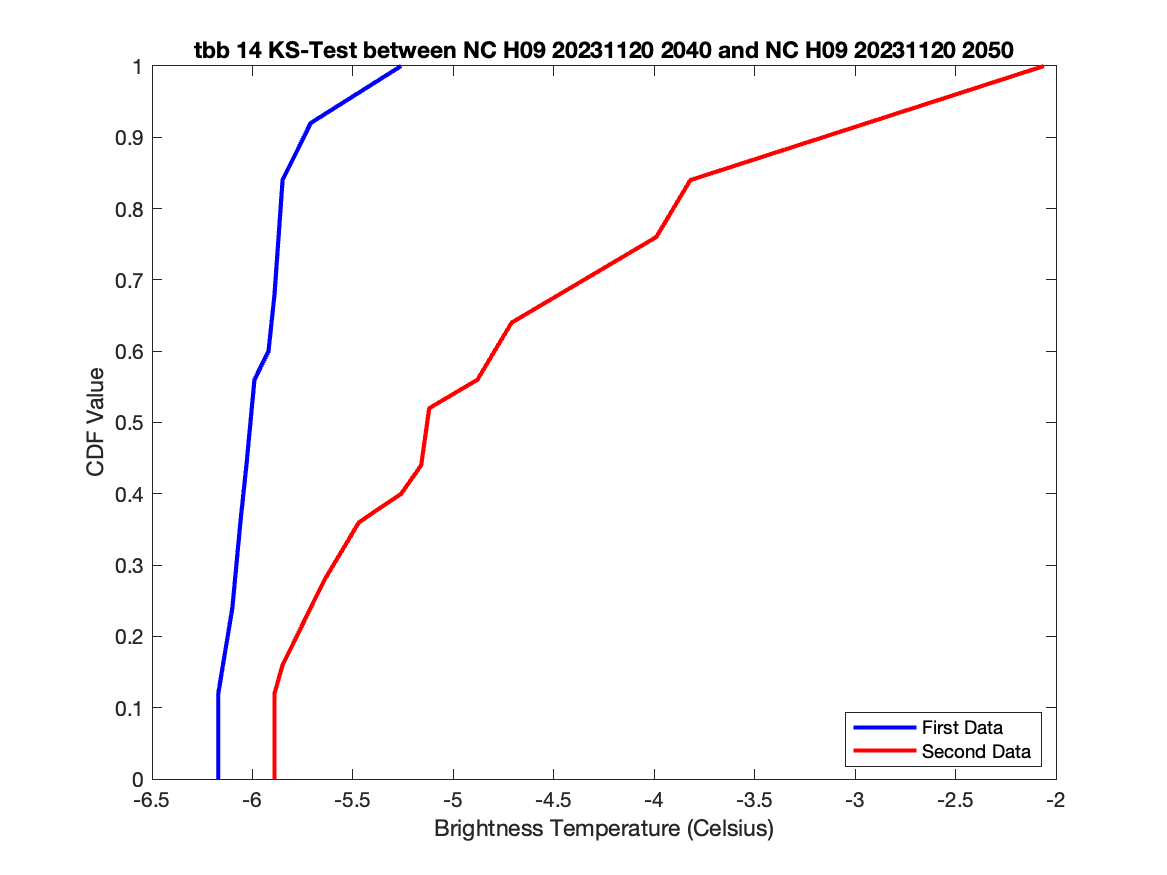 tbb 14 KS-Test between NC H09 20231120 2040 and NC H09 20231120 2050
1
0.9
0.8
0.7
0.6
0.5
0.4
0.3
0.2
0.1
0
CDF Value
First Data
Second Data
-6.5 -6 -5.5 -5 -4.5 -4 -3.5 -3 -2.5 -2
Brightness Temperature (Celsius)